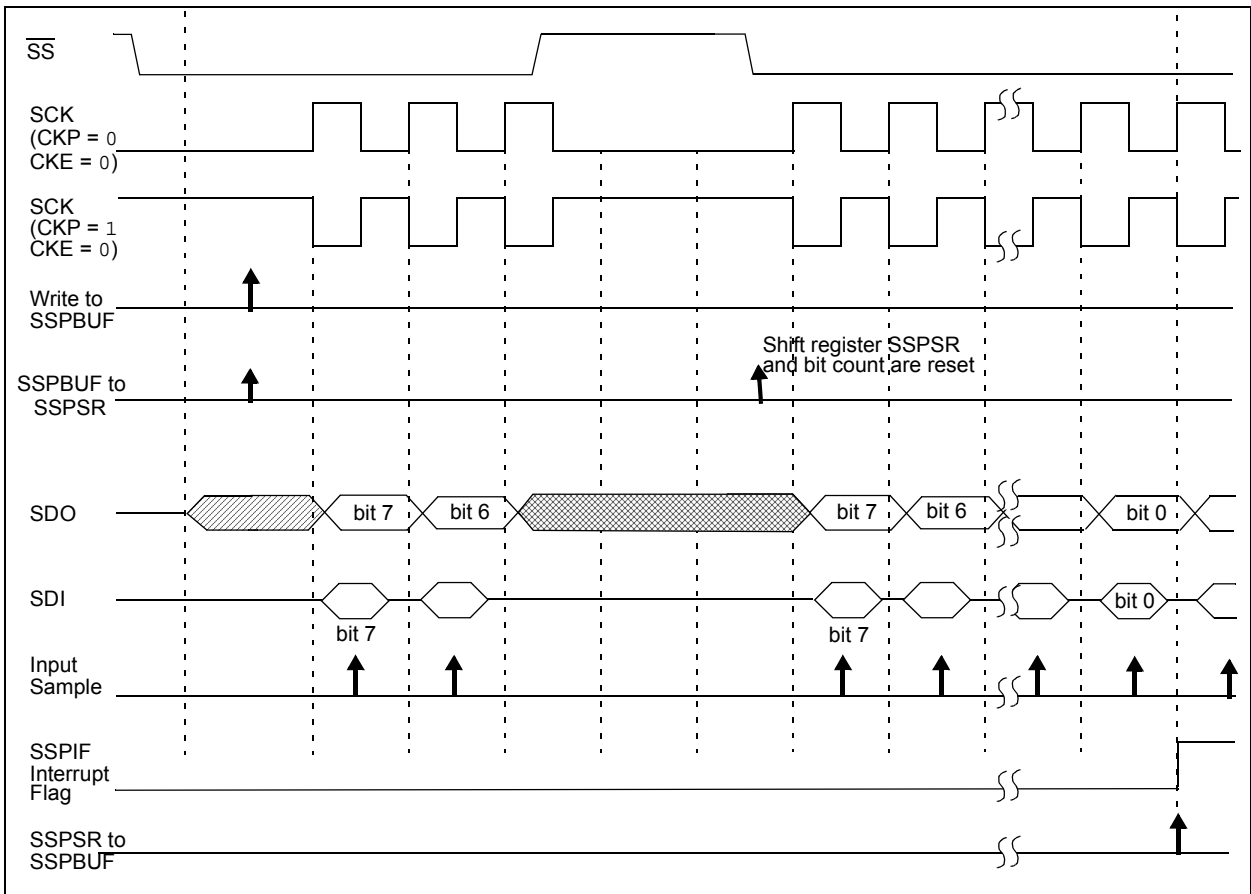 SS
SCK
(CKP = 0
CKE = 0)
SCK
(CKP = 1
CKE = 0)
Write to
SSPBUF
Shift register SSPSR
and bit count are reset
SSPBUF to
SSPSR
SDO
bit 7
bit 6
bit 7
bit 6
bit 0
SDI
bit 0
bit 7
bit 7
Input
Sample
SSPIF
Interrupt
Flag
SSPSR to
SSPBUF